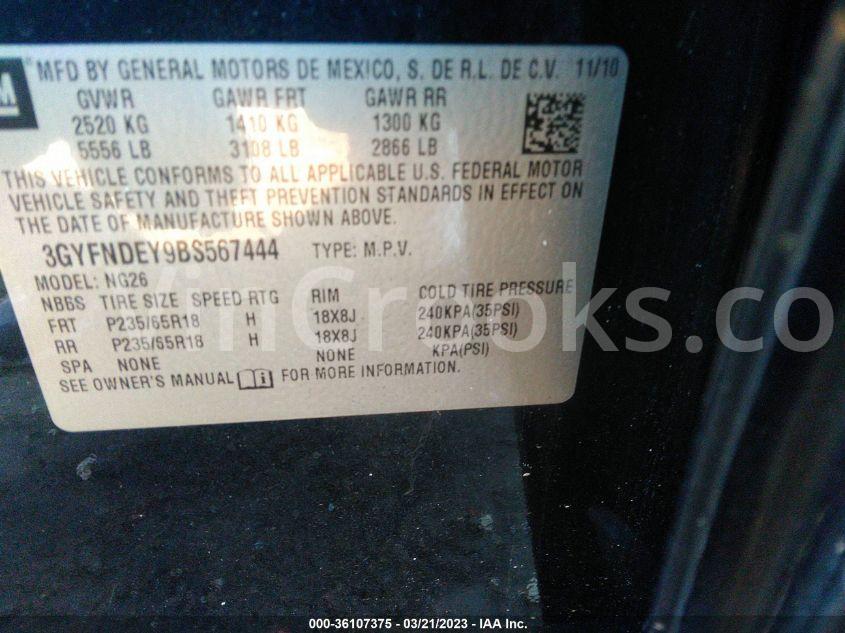 GM ® MFD BY GENERAL MOTORS DE MEXICO, S. DE R.L. DE C.V. 11/10
GVWR GAWR FRT GAWR RR
2520 KG 1410 KG 1300 KG
5556 LB 3108 LB 2866 LB
THIS VEHICLE CONFORMS TO ALL APPLICABLE U.S. FEDERAL MOTOR
VEHICLE SAFETY AND THEFT PREVENTION STANDARDS IN EFFECT ON
THE DATE OF MANUFACTURE SHOWN ABOVE.
3GYFNDEY9BS567444 TYPE: M.P.V.
MODEL: NG26
NB6S TIRE SIZE SPEED RTG RIM COLD TIRE PRESSURE
FRT P235/65R18 H 18X8J 240KPA(35PSI)
RR P235/65R18 H 18X8J 240KPA(35PSI)
SPA NONE NONE KPA(PSI)
SEE OWNER'S MANUAL FOR MORE INFORMATION.
VinCrooks.co
000-36107375 / 03/21/2023 - IAA Inc.